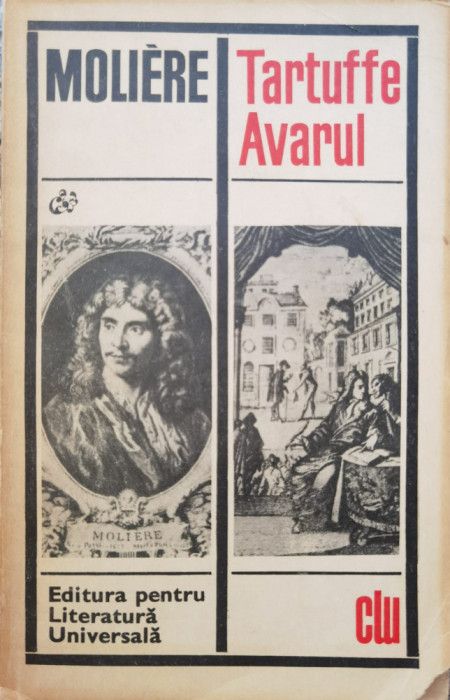 MOLIÈRE
Tartuffe
Avarul
MOLIERE
Editura pentru
Literatură
Universală
clu